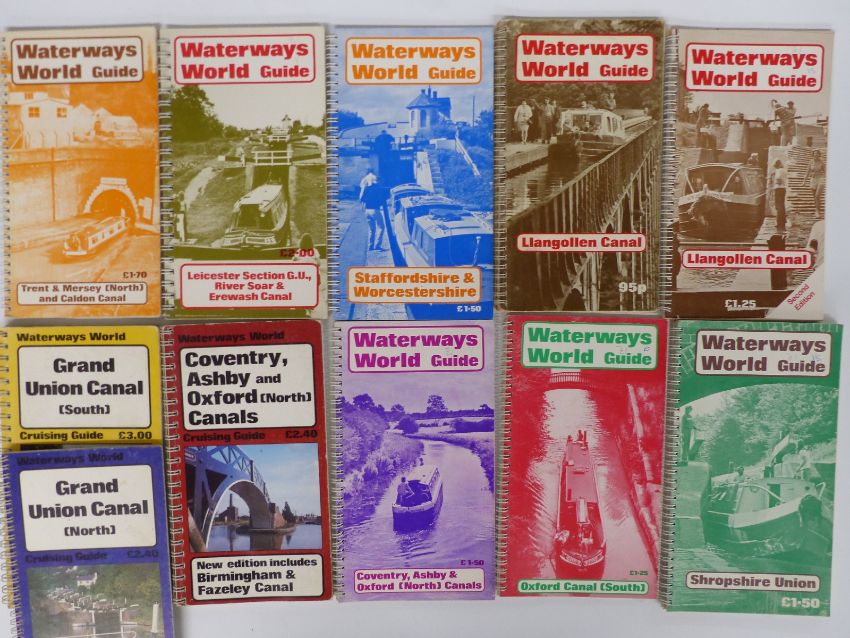 Waterways
World Guide
£1·70
Trent & Mersey (North)
and Caldon Canal
Waterways
World Guide
£2·00
Leicester Section G.U.,
River Soar &
Erewash Canal
Waterways
World Guide
Staffordshire &
Worcestershire
£1·50
Waterways
World Guide
Llangollen Canal
95p
Waterways
World Guide
Llangollen Canal
£1.25
Second
Edition
Waterways World
Grand
Union Canal
(South)
Cruising Guide £3.00
Waterways World
Grand
Union Canal
(North)
Cruising Guide £2.40
Waterways World
Coventry,
Ashby and
Oxford (North)
Canals
Cruising Guide £2.40
New edition includes
Birmingham &
Fazeley Canal
Waterways
World Guide
£1·50
Coventry, Ashby &
Oxford (North) Canals
Waterways
World Guide
£1·25
Oxford Canal (South)
Waterways
World Guide
Shropshire Union
£1·50